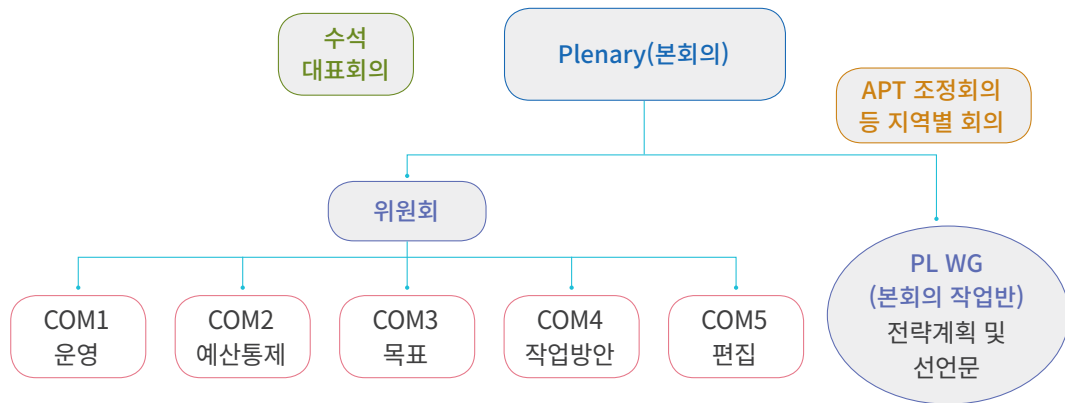 수석
대표회의
Plenary(본회의)
APT 조정회의
등 지역별 회의
위원회
PL WG
(본회의 작업반)
전략계획 및
선언문
COM1
운영
COM2
예산통제
COM3
목표
COM4
작업방안
COM5
편집